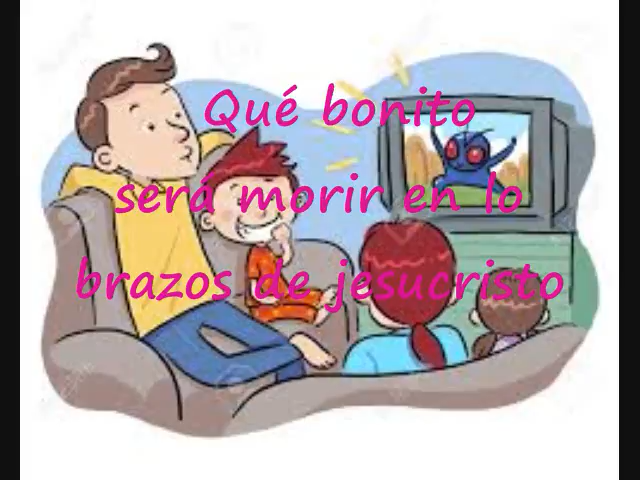 Qué bonito
será morir en lo
brazos de jesucristo